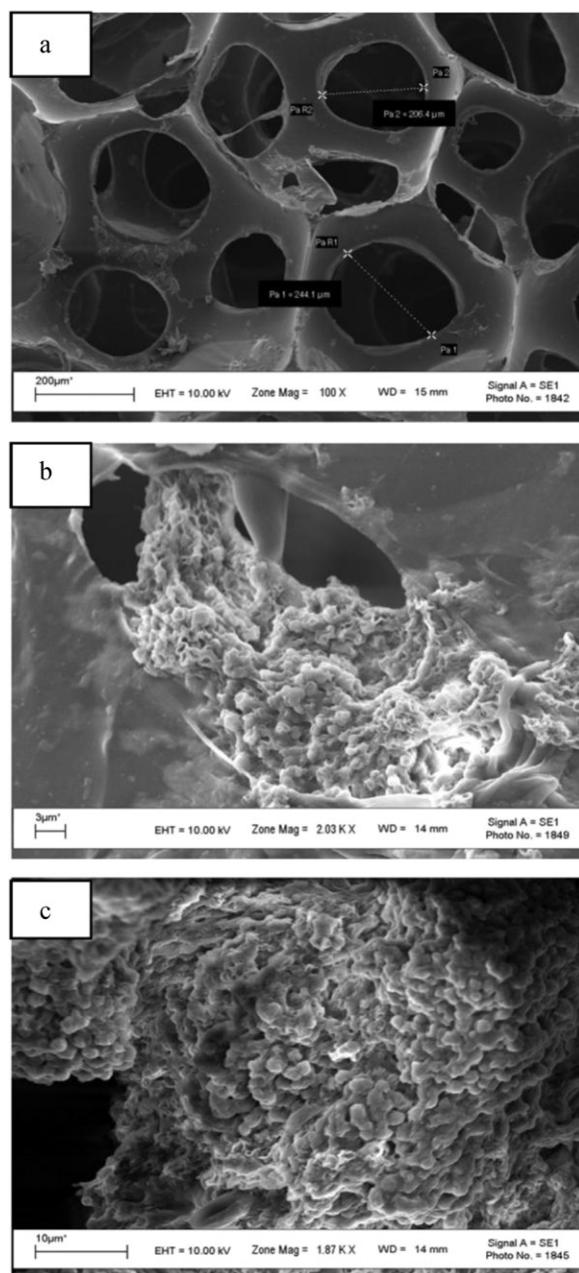 a
Pa 2
Pa R2
Pa 2 = 206.4 µm
Pa R1
Pa 1 = 244.1 µm
Pa 1
200µm* EHT = 10.00 kV Zone Mag = 100 X WD = 15 mm Signal A = SE1
Photo No. = 1842
b
3µm* EHT = 10.00 kV Zone Mag = 2.03 K X WD = 14 mm Signal A = SE1
Photo No. = 1849
c
10µm* EHT = 10.00 kV Zone Mag = 1.87 K X WD = 14 mm Signal A = SE1
Photo No. = 1845